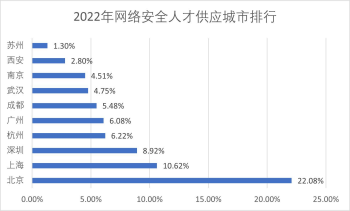 2022年网络安全人才供应城市排行
苏州 1.30%
西安 2.80%
南京 4.51%
武汉 4.75%
成都 5.48%
广州 6.08%
杭州 6.22%
深圳 8.92%
上海 10.62%
北京 22.08%
0.00% 5.00% 10.00% 15.00% 20.00% 25.00%